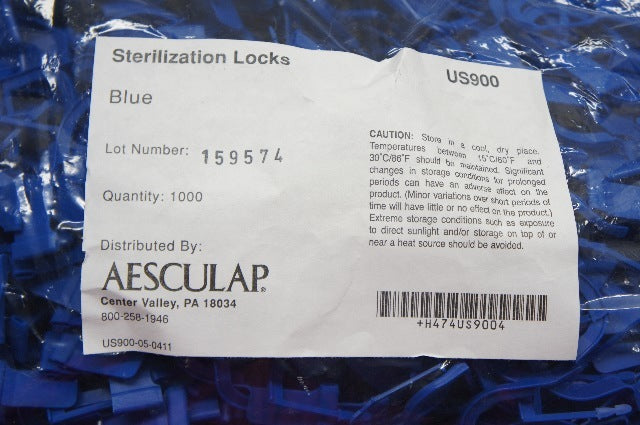 Sterilization Locks
US900
Blue
Lot Number: 159574
Quantity: 1000
CAUTION: Store in a cool, dry place.
Temperatures between 15°C/60°F and
30°C/86°F should be maintained. Significant
changes in storage conditions for prolonged
periods can have an adverse effect on the
product. (Minor variations over short periods of
time will have little or no effect on the product.)
Extreme storage conditions such as exposure
to direct sunlight and/or storage on top of or
near a heat source should be avoided.
Distributed By:
AESCULAP®
Center Valley, PA 18034
800-258-1946
US900-05-0411
+H474US9004